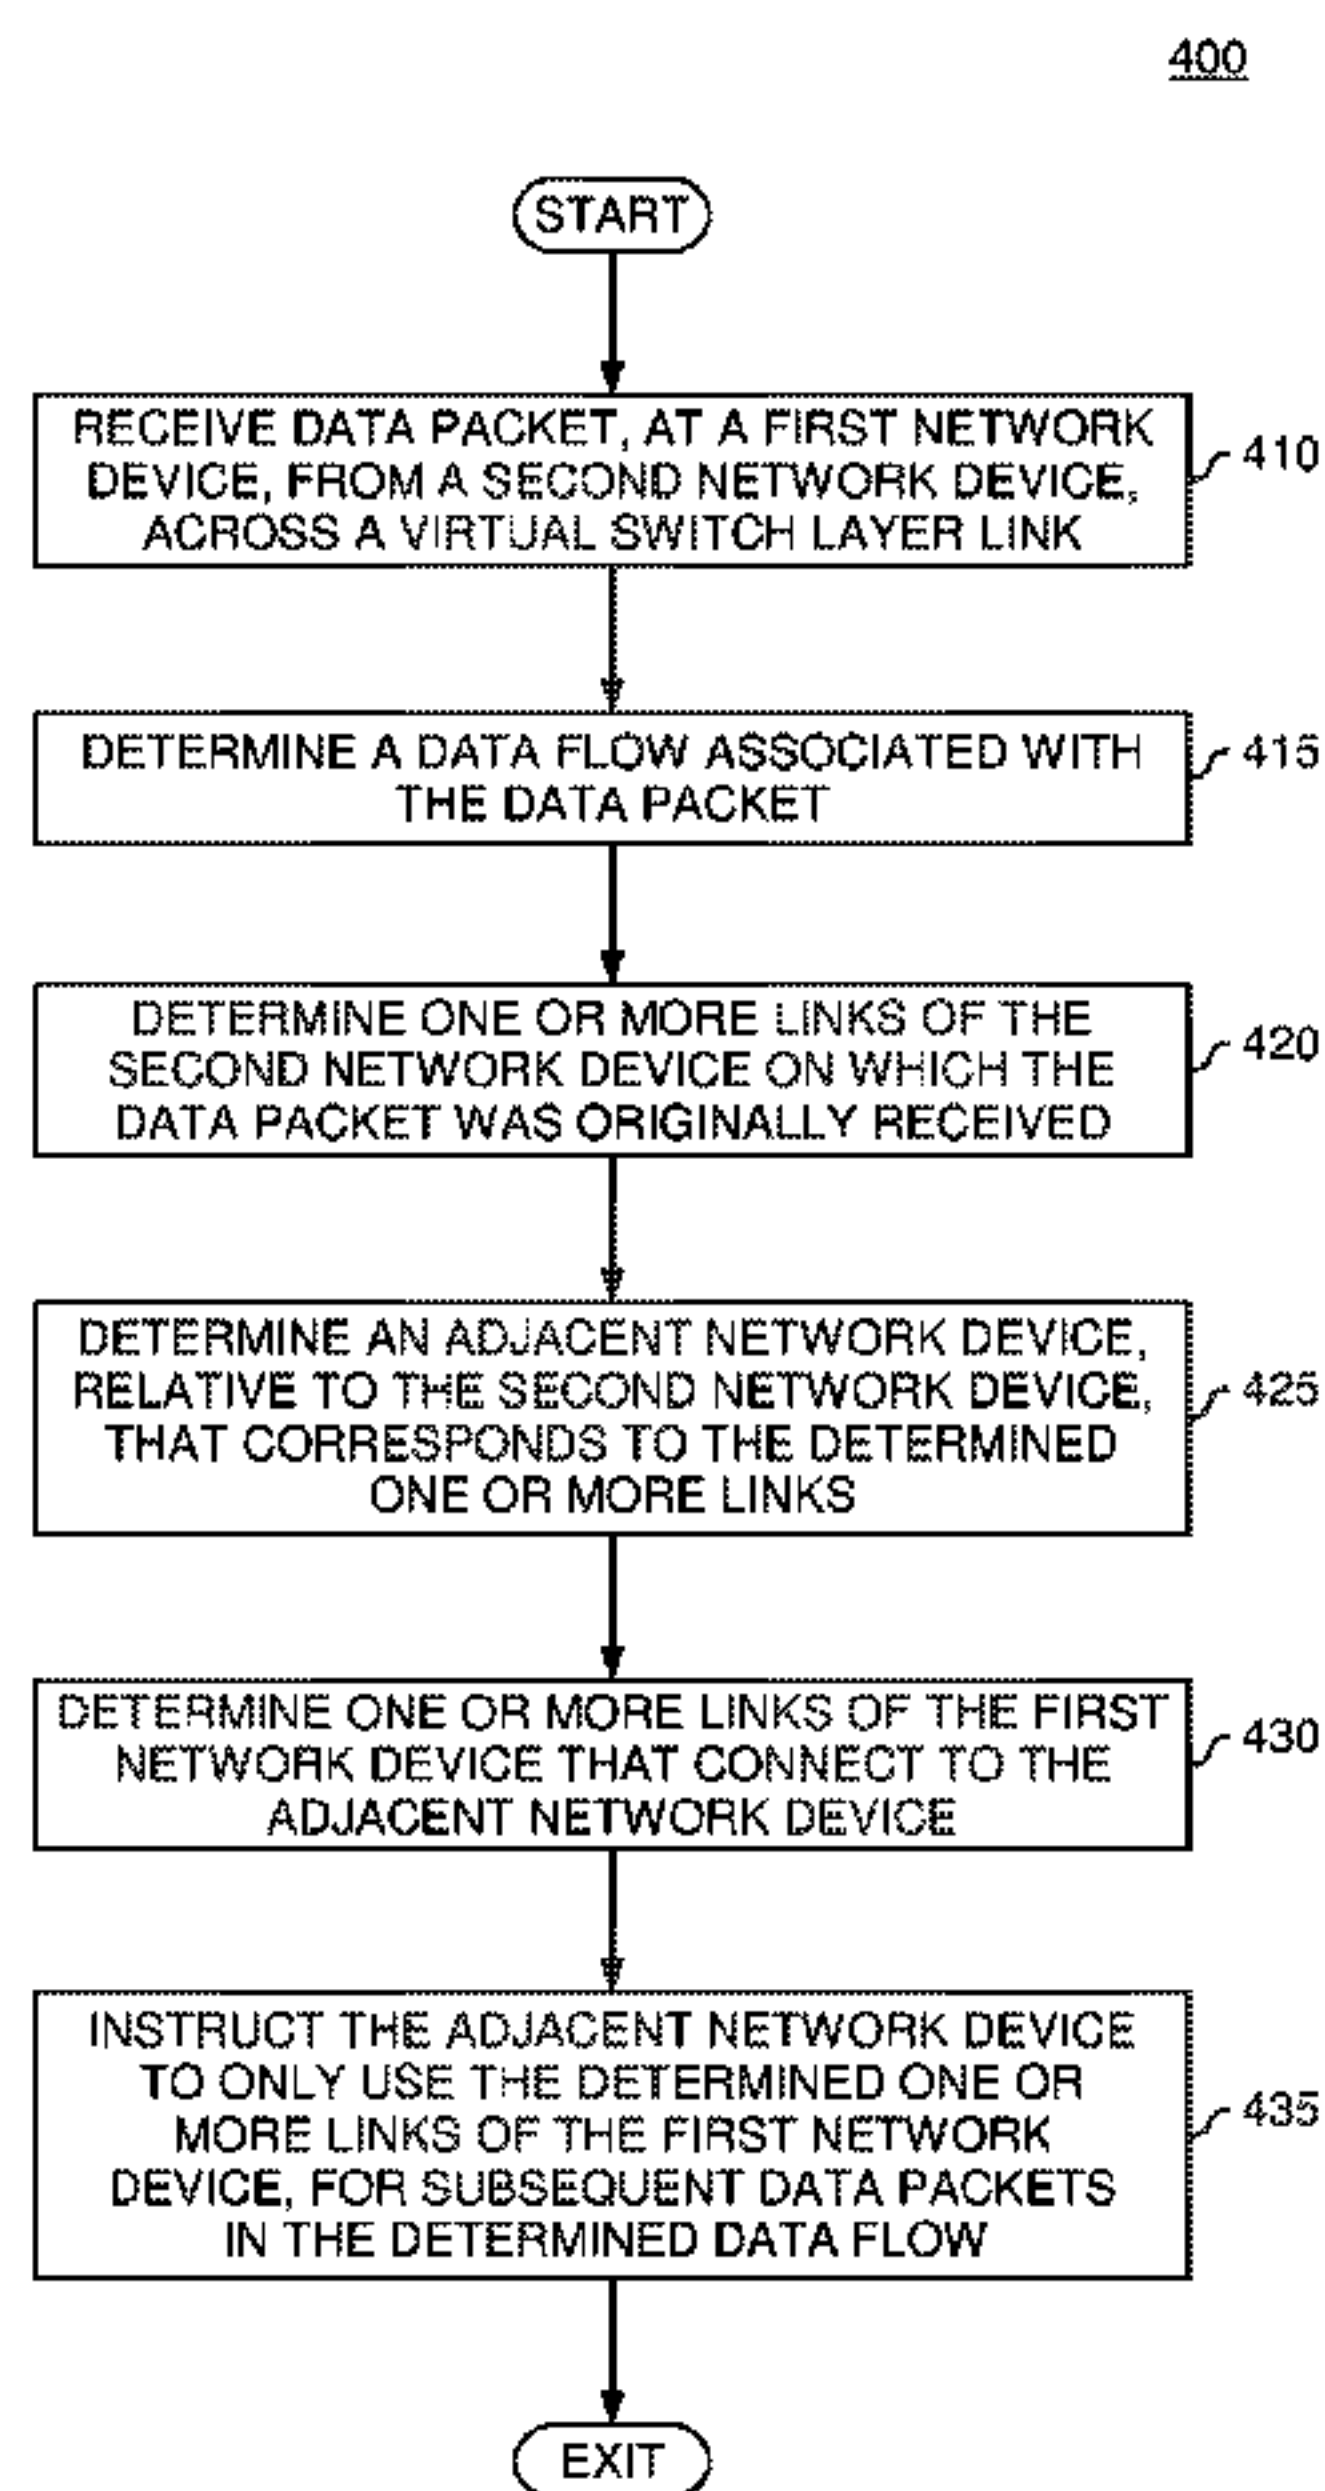 400
START
RECEIVE DATA PACKET, AT A FIRST NETWORK
DEVICE, FROM A SECOND NETWORK DEVICE,
ACROSS A VIRTUAL SWITCH LAYER LINK
410
DETERMINE A DATA FLOW ASSOCIATED WITH
THE DATA PACKET
415
DETERMINE ONE OR MORE LINKS OF THE
SECOND NETWORK DEVICE ON WHICH THE
DATA PACKET WAS ORIGINALLY RECEIVED
420
DETERMINE AN ADJACENT NETWORK DEVICE,
RELATIVE TO THE SECOND NETWORK DEVICE,
THAT CORRESPONDS TO THE DETERMINED
ONE OR MORE LINKS
425
DETERMINE ONE OR MORE LINKS OF THE FIRST
NETWORK DEVICE THAT CONNECT TO THE
ADJACENT NETWORK DEVICE
430
INSTRUCT THE ADJACENT NETWORK DEVICE
TO ONLY USE THE DETERMINED ONE OR
MORE LINKS OF THE FIRST NETWORK
DEVICE, FOR SUBSEQUENT DATA PACKETS
IN THE DETERMINED DATA FLOW
435
EXIT